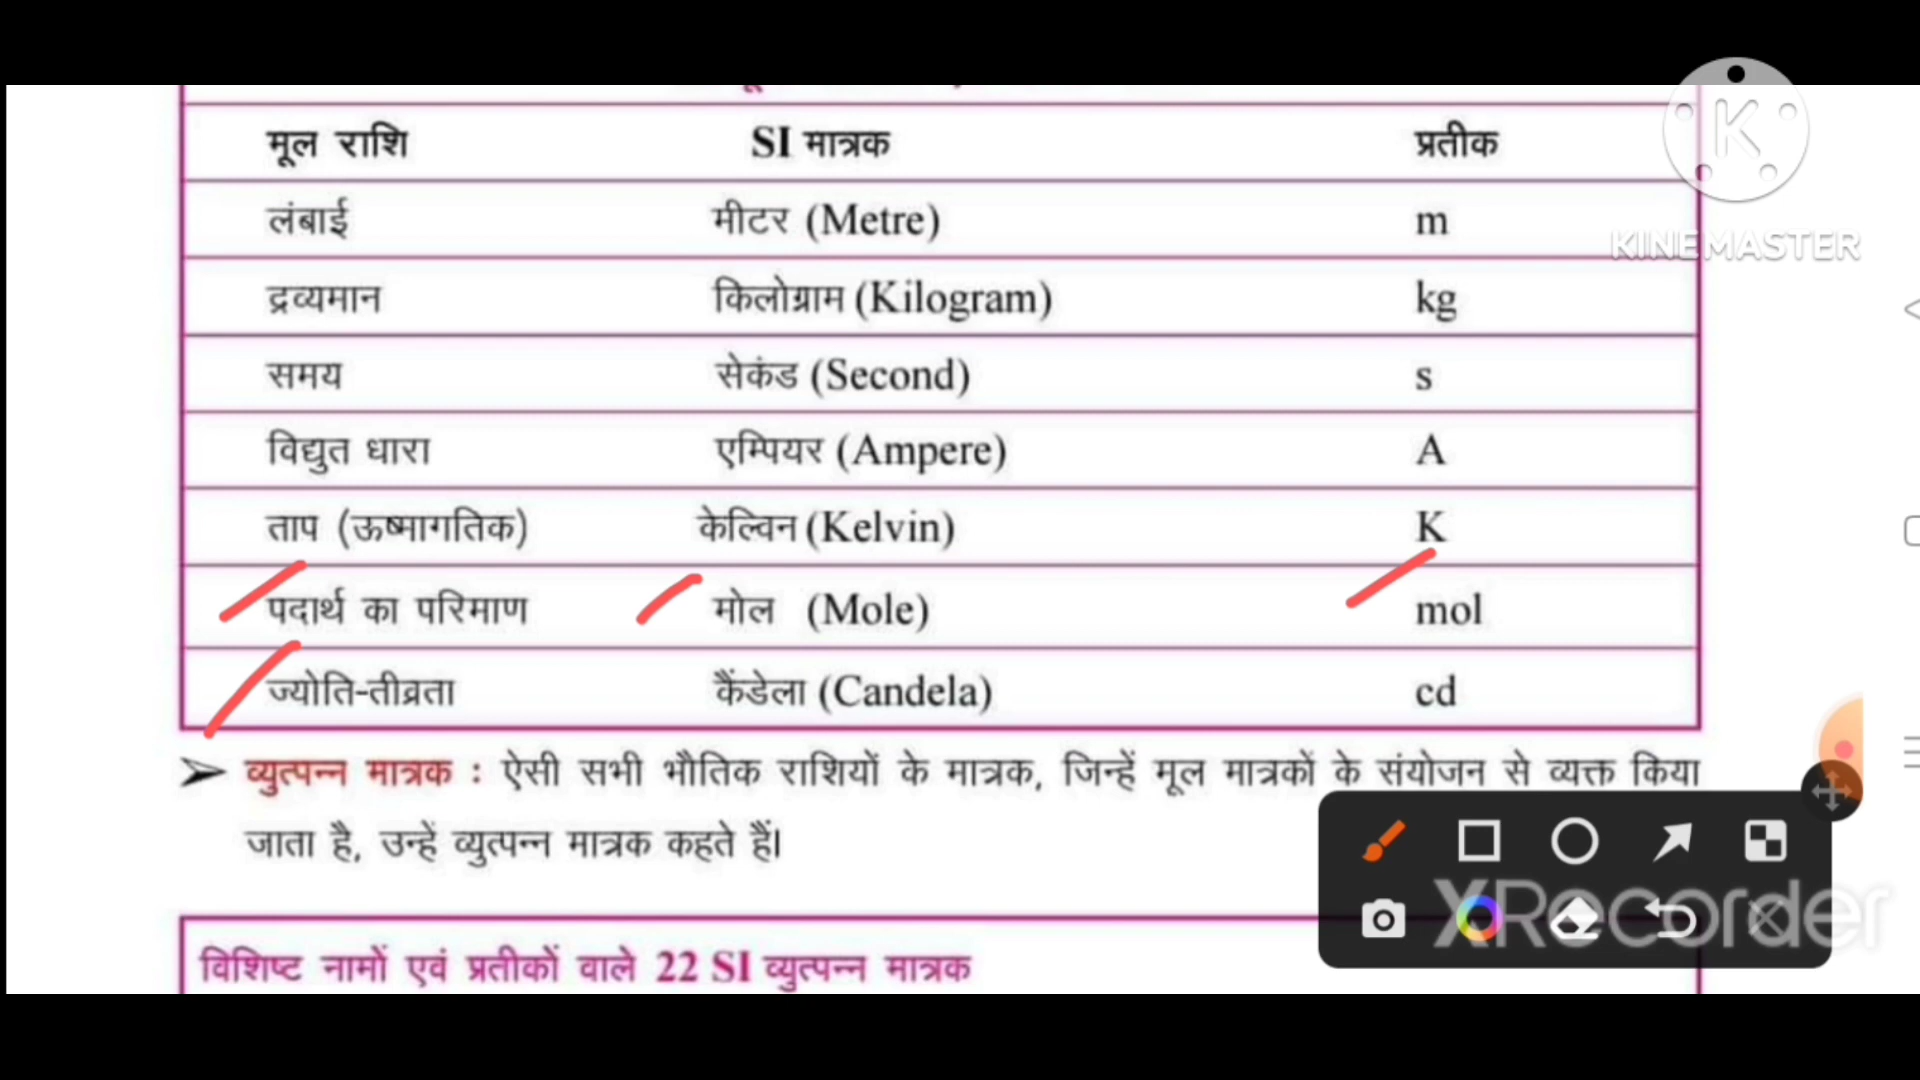 मूल राशि SI मात्रक प्रतीक
लंबाई मीटर (Metre) m
द्रव्यमान किलोग्राम (Kilogram) kg
समय सेकंड (Second) s
विद्युत धारा एम्पियर (Ampere) A
ताप (ऊष्मागतिक) केल्विन (Kelvin) K
पदार्थ का परिमाण मोल (Mole) mol
ज्योति-तीव्रता कैंडेला (Candela) cd
➢ व्युत्पन्न मात्रक : ऐसी सभी भौतिक राशियों के मात्रक, जिन्हें मूल मात्रकों के संयोजन से व्यक्त किया
जाता है, उन्हें व्युत्पन्न मात्रक कहते हैं।
विशिष्ट नामों एवं प्रतीकों वाले 22 SI व्युत्पन्न मात्रक
K
KINEMASTER
XRecorder